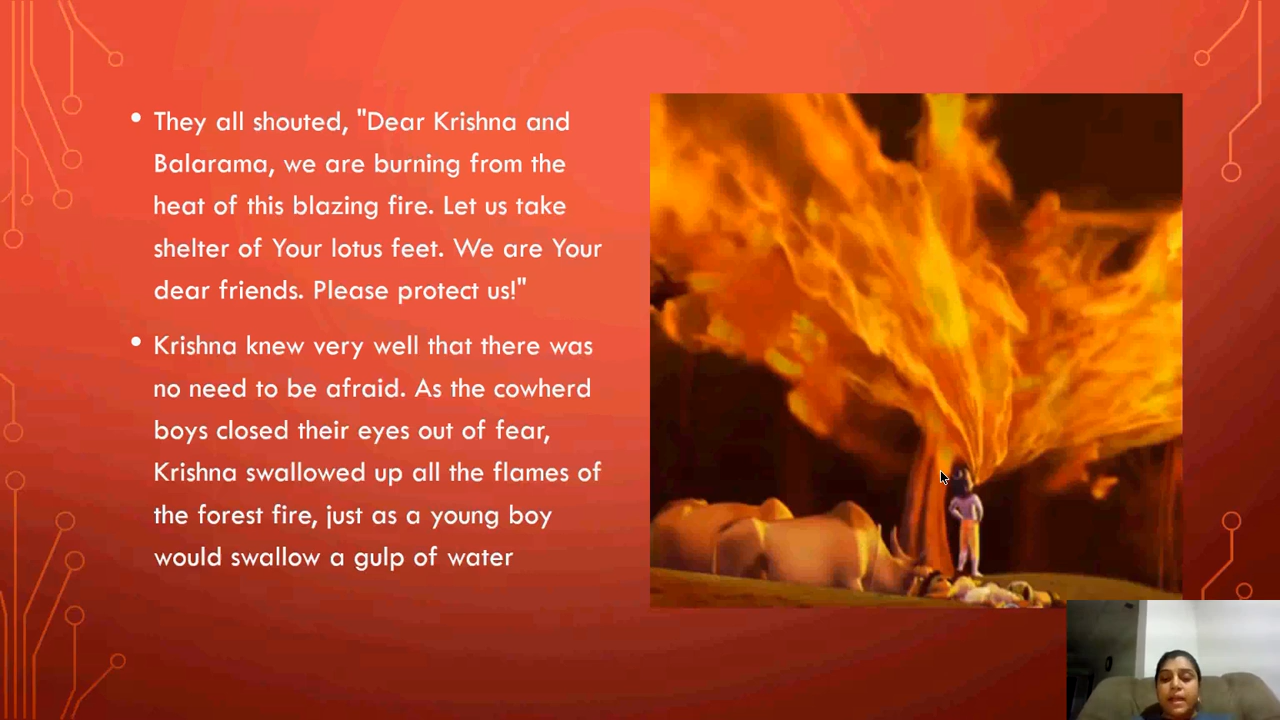 • They all shouted, "Dear Krishna and
Balarama, we are burning from the
heat of this blazing fire. Let us take
shelter of Your lotus feet. We are Your
dear friends. Please protect us!"
• Krishna knew very well that there was
no need to be afraid. As the cowherd
boys closed their eyes out of fear,
Krishna swallowed up all the flames of
the forest fire, just as a young boy
would swallow a gulp of water